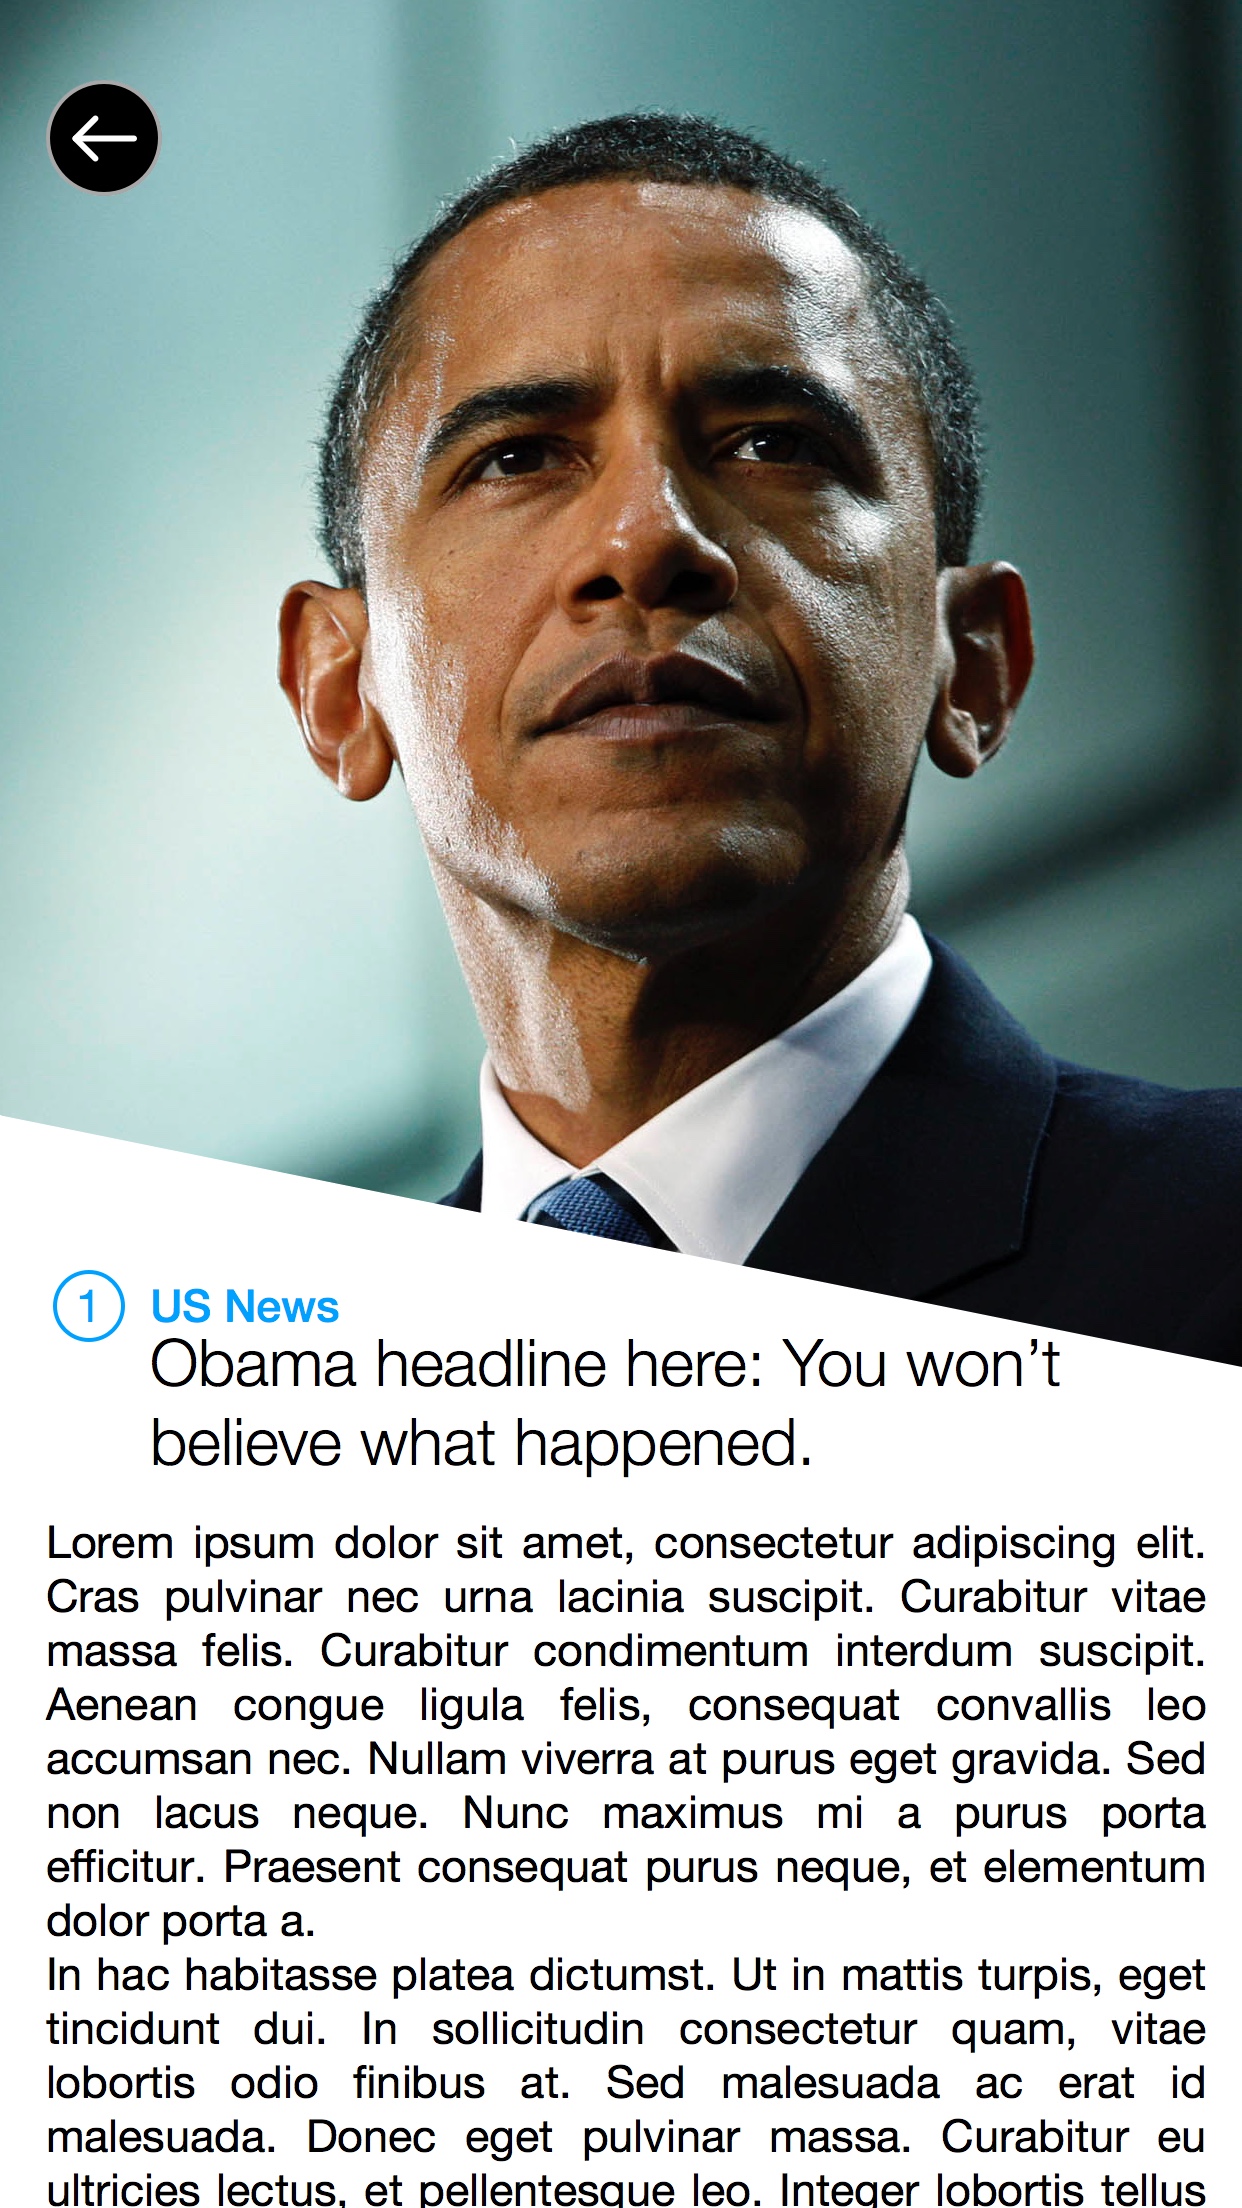 1 US News
Obama headline here: You won’t
believe what happened.
Lorem ipsum dolor sit amet, consectetur adipiscing elit.
Cras pulvinar nec urna lacinia suscipit. Curabitur vitae
massa felis. Curabitur condimentum interdum suscipit.
Aenean congue ligula felis, consequat convallis leo
accumsan nec. Nullam viverra at purus eget gravida. Sed
non lacus neque. Nunc maximus mi a purus porta
efficitur. Praesent consequat purus neque, et elementum
dolor porta a.
In hac habitasse platea dictumst. Ut in mattis turpis, eget
tincidunt dui. In sollicitudin consectetur quam, vitae
lobortis odio finibus at. Sed malesuada ac erat id
malesuada. Donec eget pulvinar massa. Curabitur eu
ultricies lectus, et pellentesque leo. Integer lobortis tellus